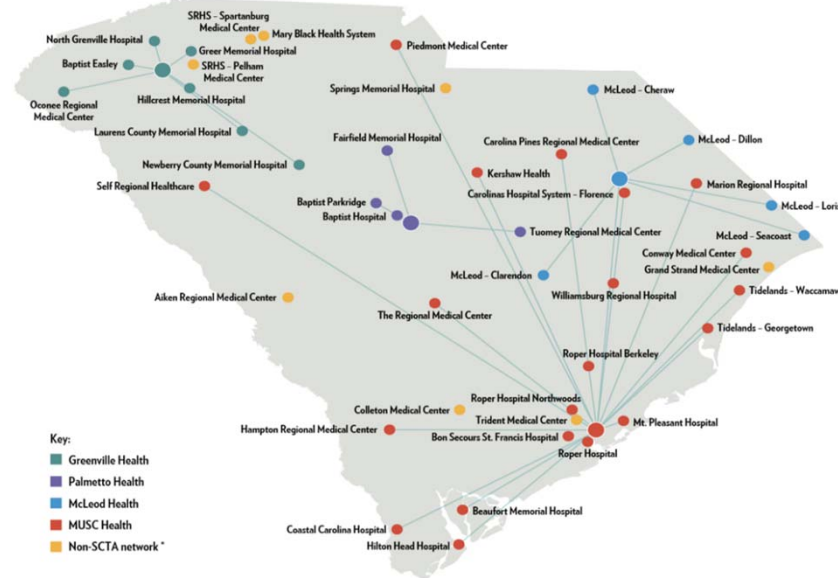 SRHS – Spartanburg
Medical Center
North Grenville Hospital
Mary Black Health System
Piedmont Medical Center
Greer Memorial Hospital
Baptist Easley
SRHS – Pelham
Medical Center
Springs Memorial Hospital
McLeod – Cheraw
Oconee Regional
Medical Center
Hillcrest Memorial Hospital
Laurens County Memorial Hospital
Fairfield Memorial Hospital
Carolina Pines Regional Medical Center
McLeod – Dillon
Newberry County Memorial Hospital
Kershaw Health
Self Regional Healthcare
Carolinas Hospital System – Florence
Marion Regional Hospital
Baptist Parkridge
Baptist Hospital
McLeod – Loris
Tuomey Regional Medical Center
McLeod – Seacoast
Conway Medical Center
Grand Strand Medical Center
McLeod – Clarendon
Williamsburg Regional Hospital
Tidelands – Waccamaw
Aiken Regional Medical Center
The Regional Medical Center
Tidelands – Georgetown
Roper Hospital Berkeley
Roper Hospital Northwoods
Colleton Medical Center
Trident Medical Center
Mt. Pleasant Hospital
Hampton Regional Medical Center
Bon Secours St. Francis Hospital
Roper Hospital
Beaufort Memorial Hospital
Coastal Carolina Hospital
Hilton Head Hospital
Key:
Greenville Health
Palmetto Health
McLeod Health
MUSC Health
Non-SCTA network *